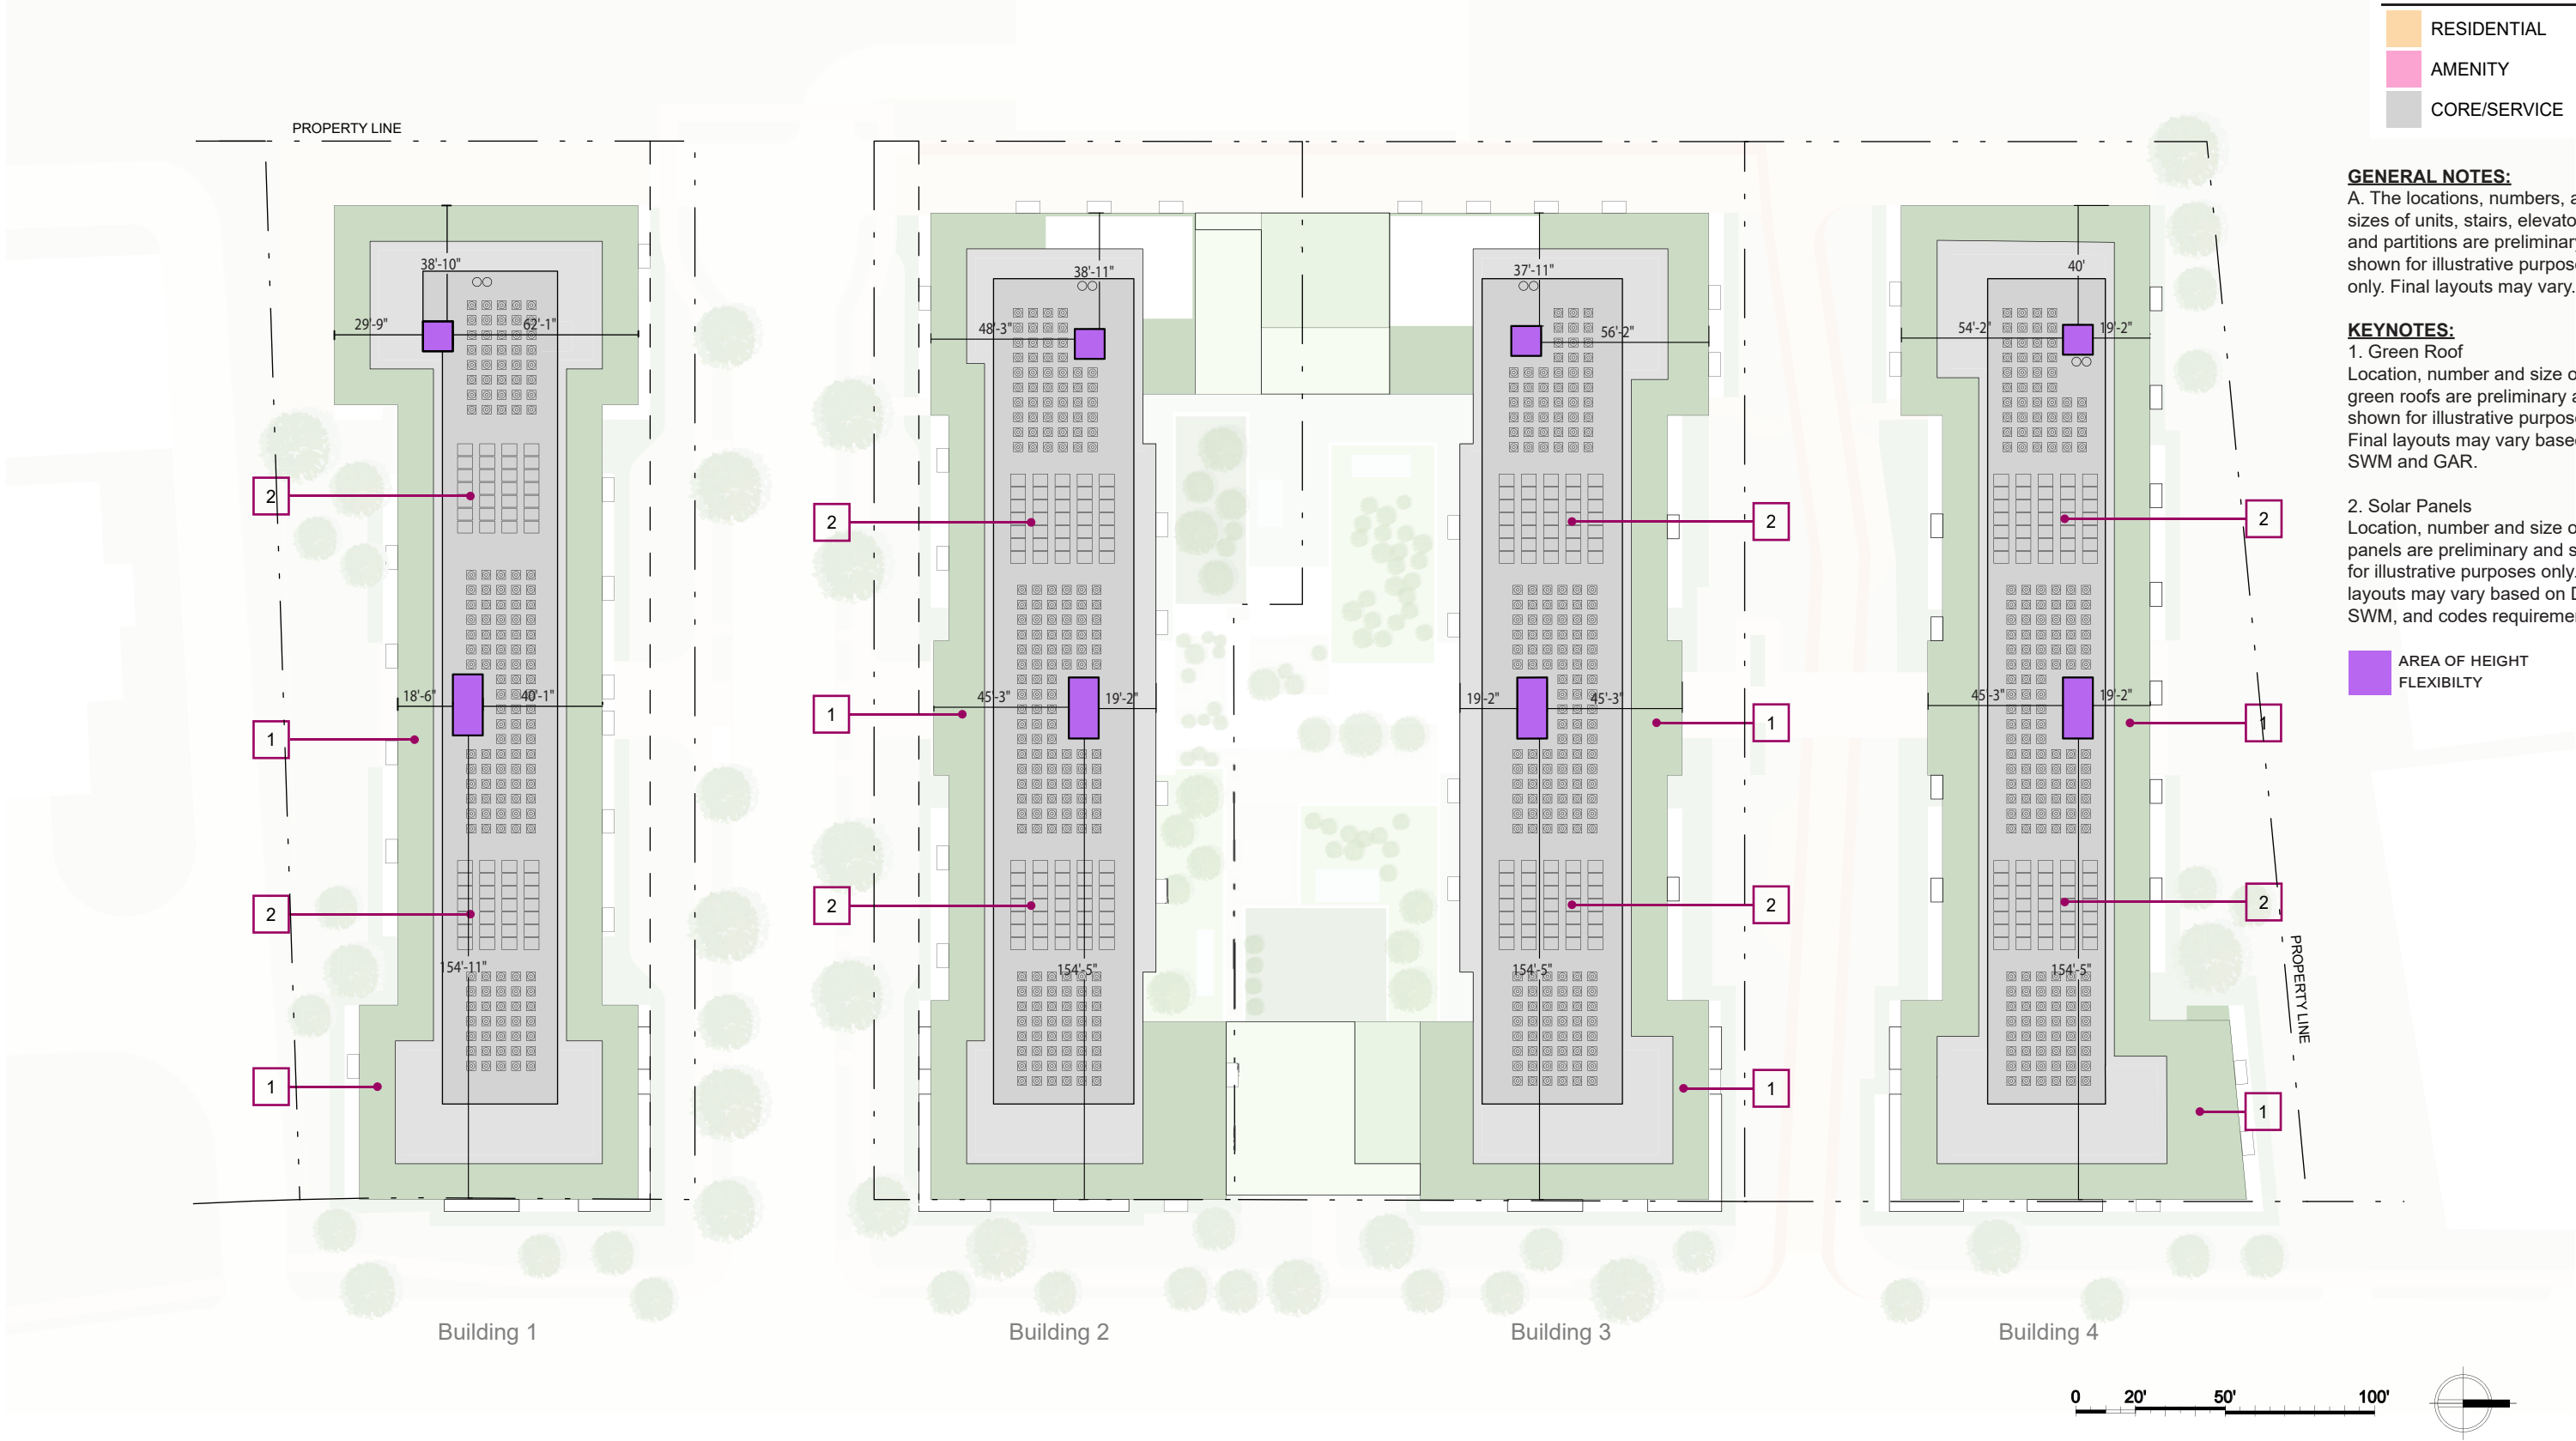 RESIDENTIAL
AMENITY
CORE/SERVICE
GENERAL NOTES:
A. The locations, numbers,
sizes of units, stairs,
and partitions are preliminary
shown for illustrative
only. Final layouts may vary.
KEYNOTES:
1. Green Roof
Location, number and size
green roofs are preliminary
shown for illustrative
Final layouts may vary
SWM and GAR.
2. Solar Panels
Location, number and size
panels are preliminary and
for illustrative purposes only.
layouts may vary based on
SWM, and codes
AREA OF HEIGHT
FLEXIBILTY
PROPERTY LINE
38'-10"
29'-9"
62'-1"
2
18'-6"
40'-1"
1
2
154'-11"
1
Building 1
38'-11"
48'-3"
2
45'-3"
19'-2"
1
2
154'-5"
Building 2
37'-11"
56'-2"
2
19'-2"
45'-3"
1
2
154'-5"
1
Building 3
40'
54'-2"
19'-2"
2
45'-3"
19'-2"
1
2
154'-5"
1
PROPERTY LINE
Building 4
0 20' 50' 100'